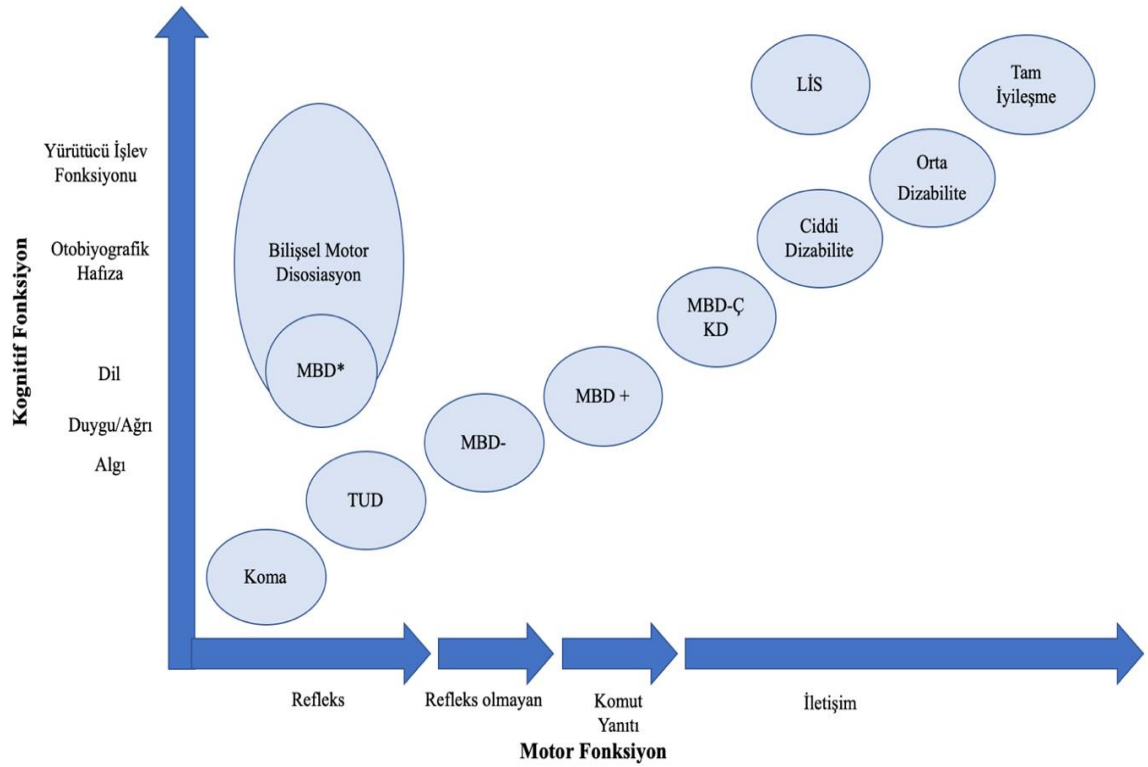 Kognitif Fonksiyon
Yürütücü İşlev
Fonksiyonu
Otobiyografik
Hafıza
Dil
Duygu/Ağrı
Algı
Bilişsel Motor
Disosiasyon
MBD*
Koma
TUD
MBD-
MBD +
MBD-Ç
KD
Ciddi
Dizabilite
Orta
Dizabilite
LİS
Tam
İyileşme
Refleks
Refleks olmayan
Komut
Yanıtı
İletişim
Motor Fonksiyon